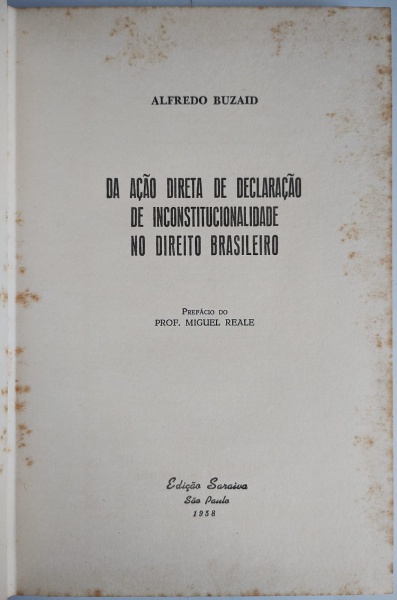 ALFREDO BUZAID
DA AÇÃO DIRETA DE DECLARAÇÃO
DE INCONSTITUCIONALIDADE
NO DIREITO BRASILEIRO
PREFÁCIO DO
PROF. MIGUEL REALE
Edição Saraiva
São Paulo
1958